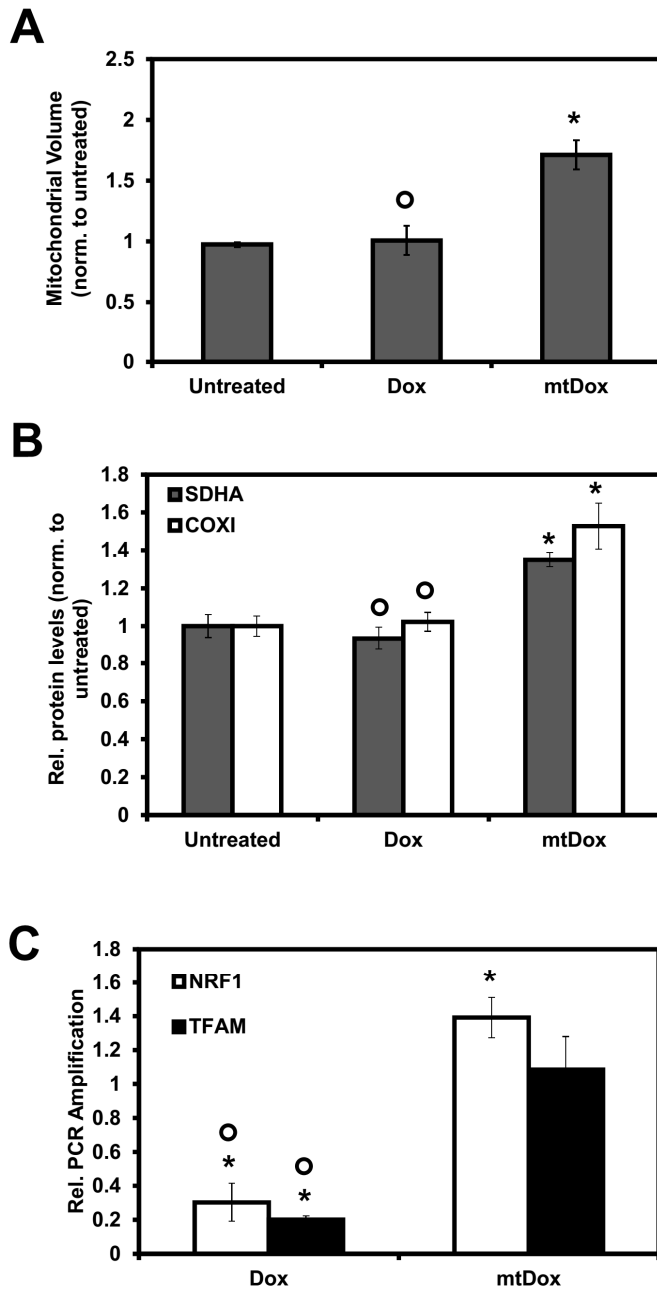 A
Mitochondrial Volume
(norm. to untreated)
2.5
2
1.5
1
0.5
0
*
Untreated
Dox
mtDox
B
Rel. protein levels (norm. to
untreated)
1.8
1.6
1.4
1.2
1
0.8
0.6
0.4
0.2
0
SDHA
COXI
*
*
Untreated
Dox
mtDox
C
Rel. PCR Amplification
1.8
1.6
1.4
1.2
1
0.8
0.6
0.4
0.2
0
NRF1
TFAM
*
*
*
Dox
mtDox